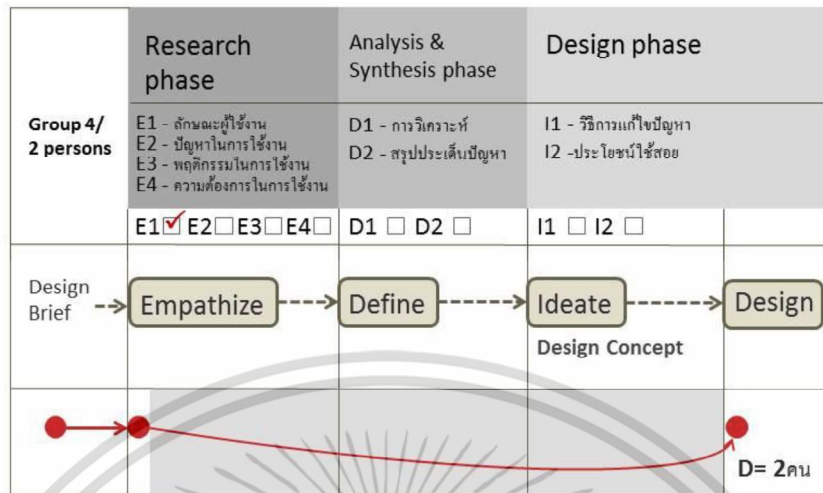 Research
phase
Analysis &
Synthesis phase
Design phase
Group 4/
2 persons
E1 - ลักษณะผู้ใช้งาน
E2 - ปัญหาในการใช้งาน
E3 - พฤติกรรมในการใช้งาน
E4 - ความต้องการในการใช้งาน
D1 - การวิเคราะห์
D2 - สรุปประเด็นปัญหา
I1 - วิธีการแก้ไขปัญหา
I2 -ประโยชน์ใช้สอย
E1 E2 E3 E4
D1 D2
I1 I2
Design
Brief
Empathize
Define
Ideate
Design
Design Concept
D= 2คน